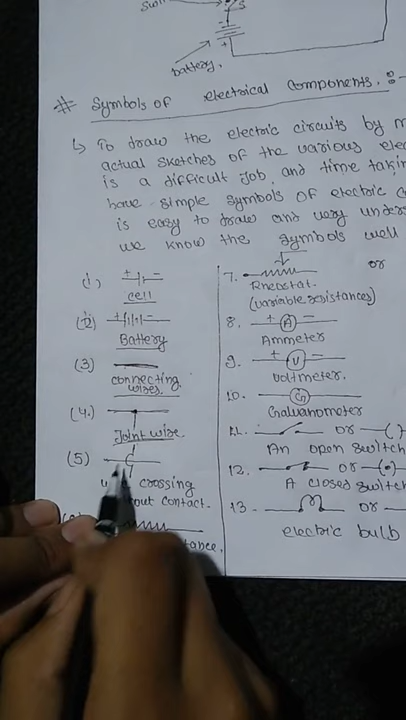 battery.
# Symbols of electrical components :-
↳ To draw the electric circuits by
actual sketches of the various
is a difficult job, and time
have simple symbols of electric
is easy to draw and very
we know the symbols well
(1) + -
cell
(2) + -
Battery
(3)
connecting
wires.
(4.)
Joint wire.
(5)
crossing
contact.
7. or
Rheostat.
(variable resistances)
8. + A -
Ammeter
9. + V -
voltmeter.
10. G
Galvanometer
11. or ( )
An open switch
12. or (•)
A closed switch
13. or
electric bulb